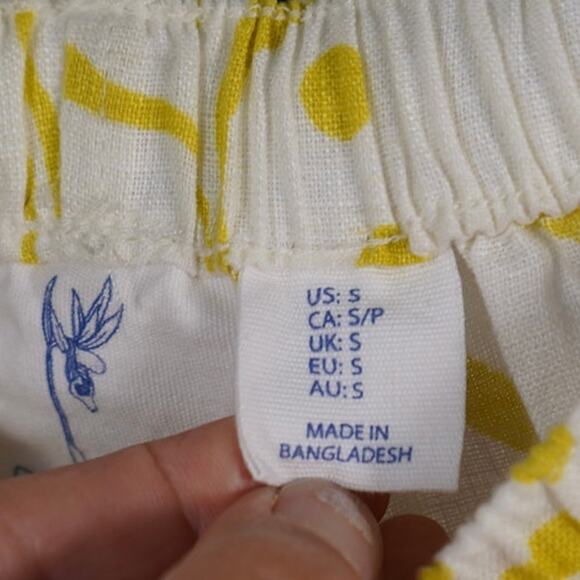 US: S
CA: S/P
UK: S
EU: S
AU: S
MADE IN
BANGLADESH